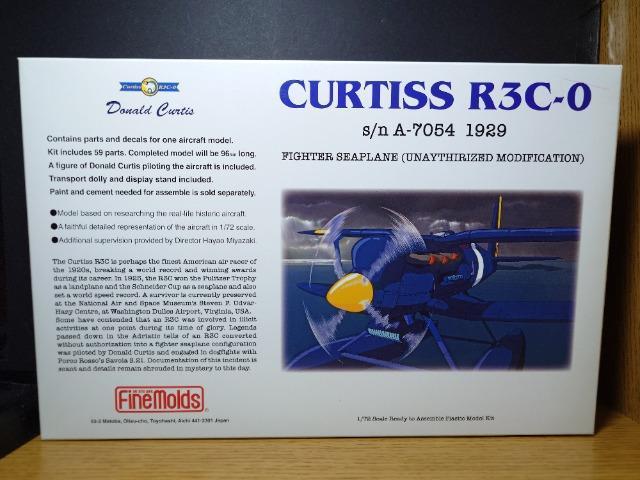 Curtiss R3C-0
Donald Curtis
Contains parts and decals for one aircraft model.
Kit includes 59 parts. Completed model will be 96mm long.
A figure of Donald Curtis piloting the aircraft is included.
Transport dolly and display stand included.
Paint and cement needed for assemble is sold separately.
●Model based on researching the real-life historic aircraft.
●A faithful detailed representation of the aircraft in 1/72 scale.
●Additional supervision provided by Director Hayao Miyazaki.
The Curtiss R3C is perhaps the finest American air racer of
the 1920s, breaking a world record and winning awards
during its career. In 1925, the R3C won the Pulitzer Trophy
as a landplane and the Schneider Cup as a seaplane and also
set a world speed record. A survivor is currently preserved
at the National Air and Space Museum's Steven F. Udvar-
Hazy Centre, at Washington Dulles Airport, Virginia, USA.
Some have contended that an R3C was involved in illicit
activities at one point during its time of glory. Legends
passed down in the Adriatic tells of an R3C converted
without authorization into a fighter seaplane configuration
was piloted by Donald Curtis and engaged in dogfights with
Porco Rosso's Savoia S.21. Documentation of this incident is
scant and details remain shrouded in mystery to this day.
FineMolds
53-2 Matoba, Oitsu-cho, Toyohashi, Aichi 441-3301 Japan
CURTISS R3C-0
s/n A-7054 1929
FIGHTER SEAPLANE (UNAYTHIRIZED MODIFICATION)
1/72 Scale Ready to Assemble Plastic Model Kit